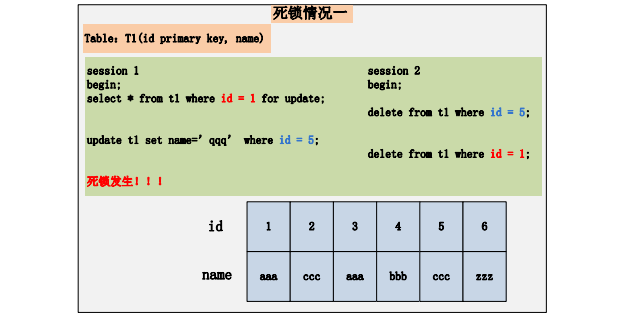 死锁情况一
Table: T1(id primary key, name)
session 1 session 2
begin; begin;
select * from t1 where id = 1 for update;
delete from t1 where id = 5;
update t1 set name=’qqq’ where id = 5;
delete from t1 where id = 1;
死锁发生！！！
id 1 2 3 4 5 6
name aaa ccc aaa bbb ccc zzz